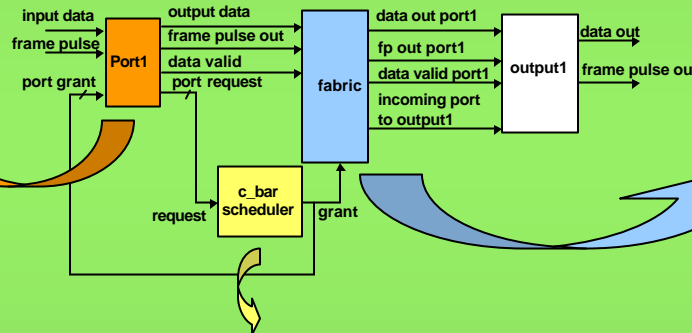 input data
frame pulse
port grant
Port1
output data
frame pulse out
data valid
port request
fabric
data out port1
fp out port1
data valid port1
incoming port
to output1
output1
data out
frame pulse ou
request
c_bar
scheduler
grant